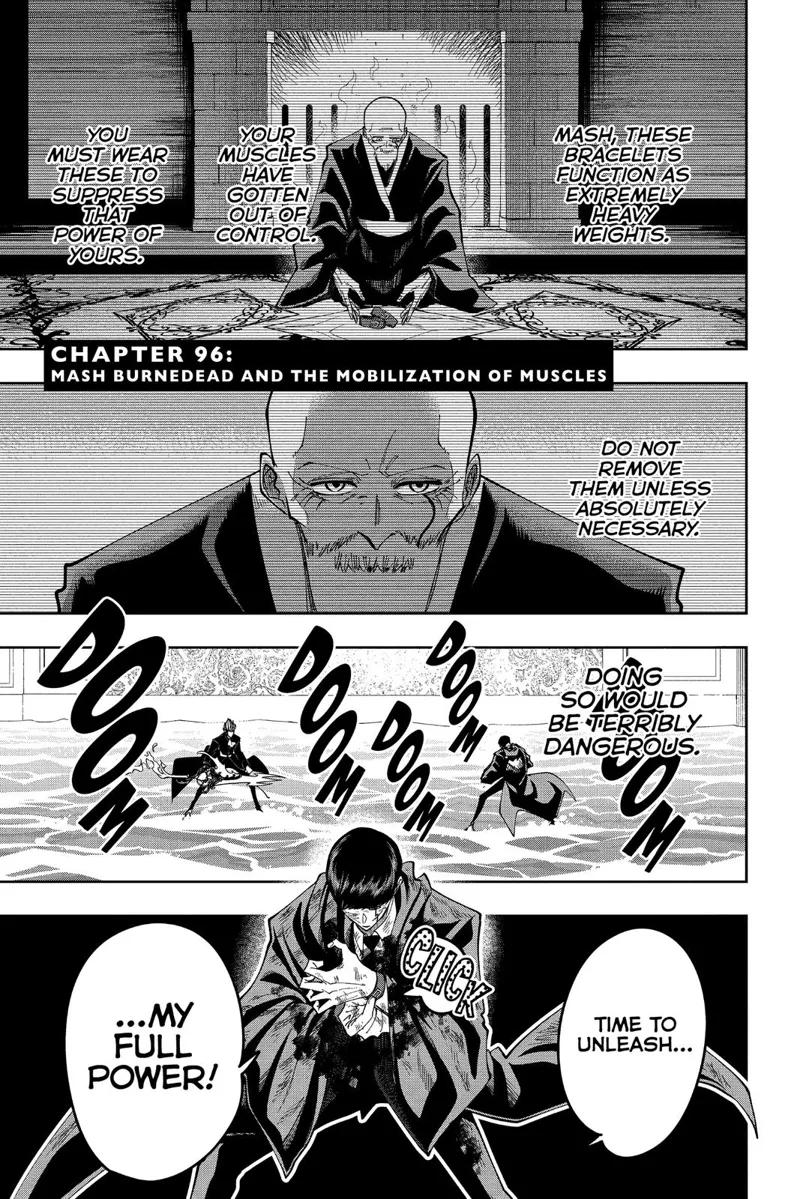 MASH, THESE
BRACELETS
FUNCTION AS
EXTREMELY
HEAVY
WEIGHTS.
YOUR
MUSCLES
HAVE
GOTTEN
OUT OF
CONTROL.
YOU
MUST WEAR
THESE TO
SUPPRESS
THAT
POWER OF
YOURS.
CHAPTER 96:
MASH BURNEDEAD AND THE MOBILIZATION OF MUSCLES
DO NOT
REMOVE
THEM UNLESS
ABSOLUTELY
NECESSARY.
DOING
SO WOULD
BE TERRIBLY
DANGEROUS.
DOOM
DOOM
DOOM
DOOM
DOOM
TIME TO
UNLEASH...
CLICK
...MY
FULL
POWER!